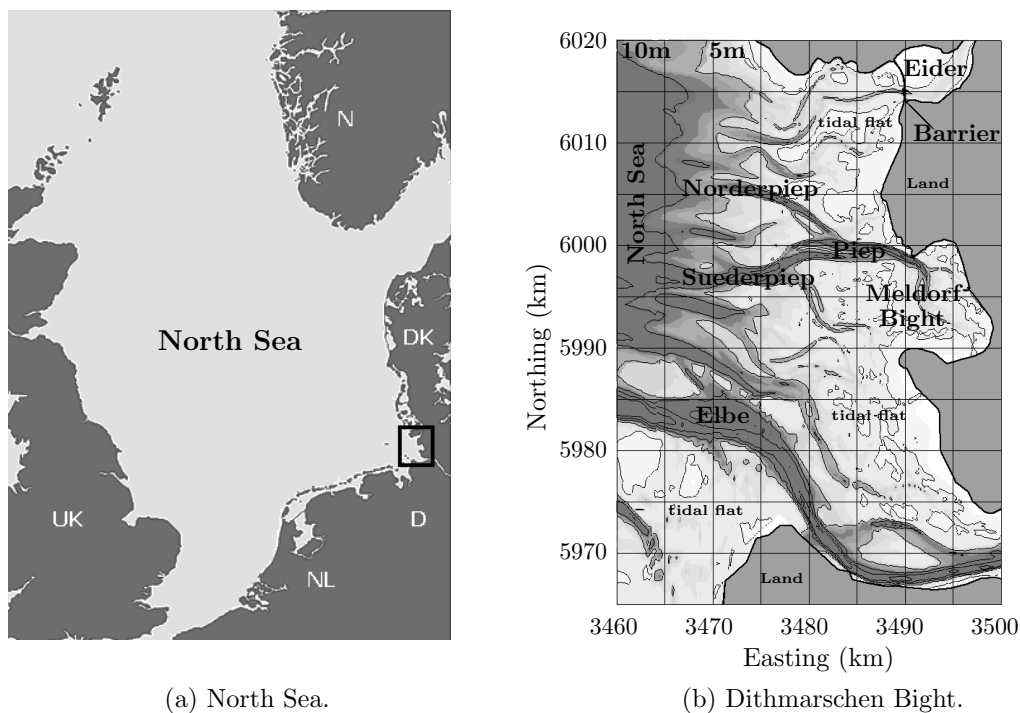 N
DK
North Sea
UK
D
NL
(a) North Sea.
6020
6010
6000
5990
5980
5970
Northing (km)
10m 5m
Eider
tidal flat
Barrier
North Sea
Norderpiep
Land
Piep
Suederpiep
Meldorf
Bight
Elbe
tidal flat
tidal flat
Land
3460 3470 3480 3490 3500
Easting (km)
(b) Dithmarschen Bight.